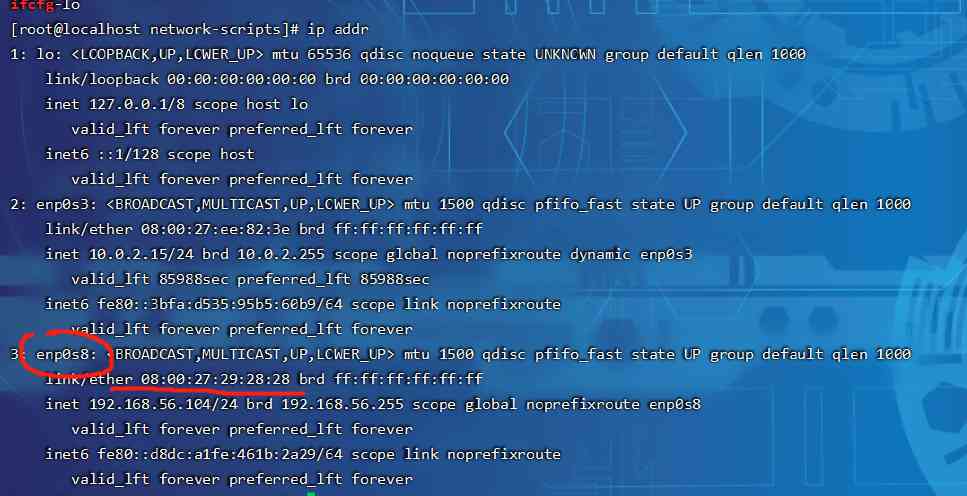 ifcfg-lo
[root@localhost network-scripts]# ip addr
1: lo: <LOOPBACK,UP,LCWER_UP> mtu 65536 qdisc noqueue state UNKNCWN group default qlen 1000
link/loopback 00:00:00:00:00:00 brd 00:00:00:00:00:00
inet 127.0.0.1/8 scope host lo
valid_lft forever preferred_lft forever
inet6 ::1/128 scope host
valid_lft forever preferred_lft forever
2: enp0s3: <BROADCAST,MULTICAST,UP,LCWER_UP> mtu 1500 qdisc pfifo_fast state UP group default qlen 1000
link/ether 08:00:27:ee:82:3e brd ff:ff:ff:ff:ff:ff
inet 10.0.2.15/24 brd 10.0.2.255 scope global noprefixroute dynamic enp0s3
valid_lft 85988sec preferred_lft 85988sec
inet6 fe80::3bfa:d535:95b5:60b9/64 scope link noprefixroute
valid_lft forever preferred_lft forever
3: enp0s8: <BROADCAST,MULTICAST,UP,LCWER_UP> mtu 1500 qdisc pfifo_fast state UP group default qlen 1000
link/ether 08:00:27:29:28:28 brd ff:ff:ff:ff:ff:ff
inet 192.168.56.104/24 brd 192.168.56.255 scope global noprefixroute enp0s8
valid_lft forever preferred_lft forever
inet6 fe80::d8dc:a1fe:461b:2a29/64 scope link noprefixroute
valid_lft forever preferred_lft forever